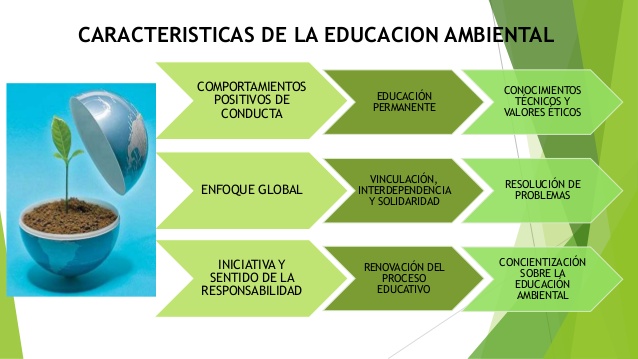 CARACTERISTICAS DE LA EDUCACION AMBIENTAL
COMPORTAMIENTOS
POSITIVOS DE
CONDUCTA
EDUCACIÓN
PERMANENTE
CONOCIMIENTOS
TÉCNICOS Y
VALORES ÉTICOS
ENFOQUE GLOBAL
VINCULACIÓN,
INTERDEPENDENCIA
Y SOLIDARIDAD
RESOLUCIÓN DE
PROBLEMAS
INICIATIVA Y
SENTIDO DE LA
RESPONSABILIDAD
RENOVACIÓN DEL
PROCESO
EDUCATIVO
CONCIENTIZACIÓN
SOBRE LA
EDUCACIÓN
AMBIENTAL